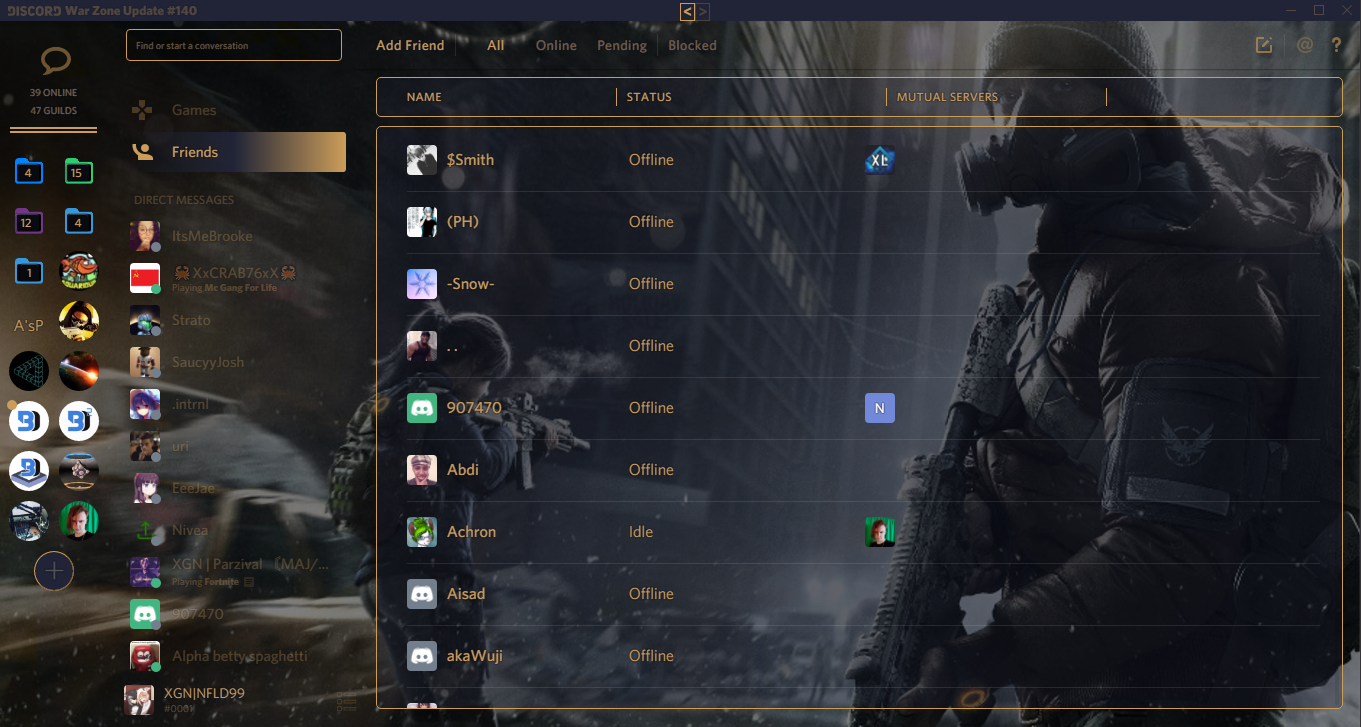 DISCORD War Zone Update #140
< >
Find or start a conversation
Add Friend All Online Pending Blocked
@ ?
39 ONLINE
47 GUILDS
4 15
12 4
1
A'sP
Games
Friends
DIRECT MESSAGES
ItsMeBrooke
🦀XxCRAB76xX🦀
Playing Mc Gang For Life
Strato
SaucyyJosh
.intrnl
uri
EeeJae
Nivea
XGN | Parzival 〔MAJ/...
Playing Fortnite
907470
Alpha betty spaghetti
XGN|NFLD99
#0001
NAME STATUS MUTUAL SERVERS
$Smith Offline XL
(PH) Offline
-Snow- Offline
. . Offline
907470 Offline N
Abdi Offline
Achron Idle
Aisad Offline
akaWuji Offline